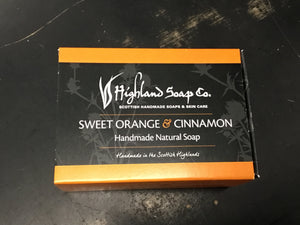 Highland Soap Co.
SCOTTISH HANDMADE SOAPS & SKIN CARE
SWEET ORANGE & CINNAMON
Handmade Natural Soap
Handmade in the Scottish Highlands